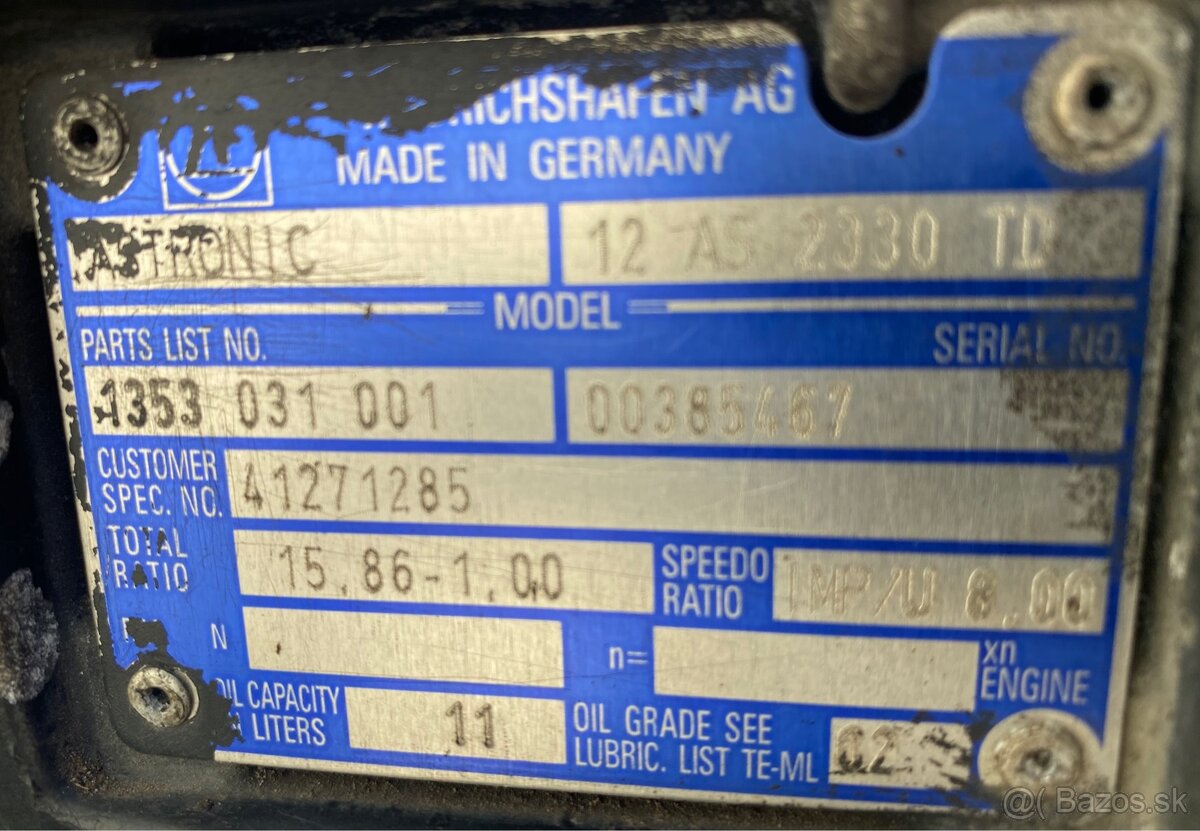 RICHSHAFEN AG
MADE IN GERMANY
ASTRONIC 12 AS 2330 TD
MODEL
PARTS LIST NO. SERIAL NO.
1353 031 001 00385467
CUSTOMER SPEC. NO. 41271285
TOTAL RATIO 15,86-1,00 SPEEDO RATIO IMP/U 8,00
N n= xn ENGINE
OIL CAPACITY LITERS 11 OIL GRADE SEE LUBRIC. LIST TE-ML 02
@( Bazos.sk